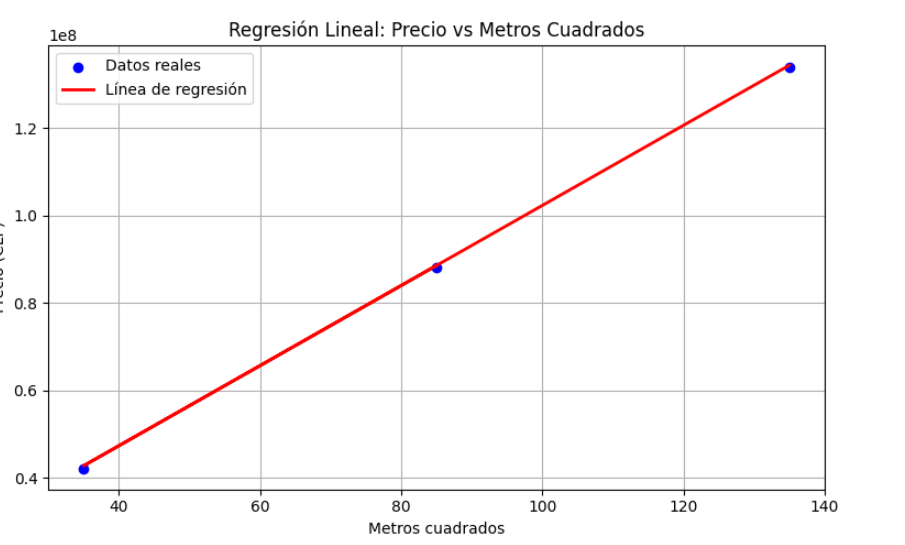 Regresión Lineal: Precio vs Metros Cuadrados
1e8
Datos reales
Línea de regresión
1.2
1.0
0.8
0.6
0.4
40 60 80 100 120 140
Metros cuadrados